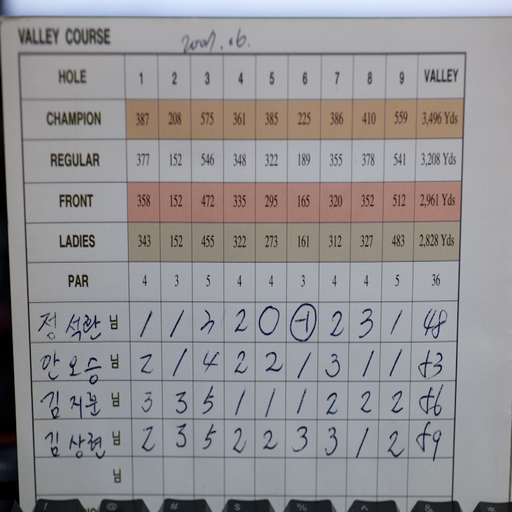 VALLEY COURSE
2007. 06.
HOLE 1 2 3 4 5 6 7 8 9 VALLEY
CHAMPION 387 208 575 361 385 225 386 410 559 3,496 Yds
REGULAR 377 152 546 348 322 189 355 378 541 3,208 Yds
FRONT 358 152 472 335 295 165 320 352 512 2,961 Yds
LADIES 343 152 455 322 273 161 312 327 483 2,828 Yds
PAR 4 3 5 4 4 3 4 4 5 36
정석관 님 1 1 3 2 0 -1 2 3 1 48
안오승 님 2 1 4 2 2 1 3 1 1 53
김 님 3 3 5 1 1 1 2 2 2 56
김상현 님 2 3 5 2 2 3 3 1 2 59
님
! @ # $ % ^ & *